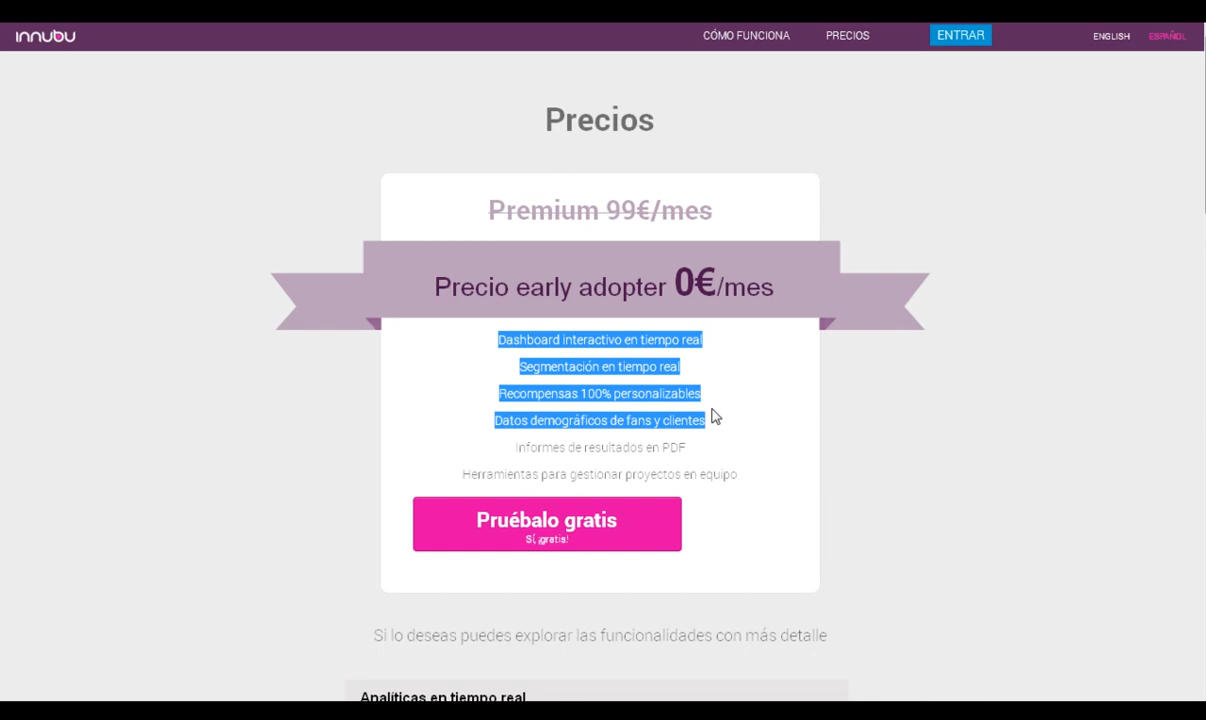 innubu
CÓMO FUNCIONA PRECIOS ENTRAR ENGLISH ESPAÑOL
Precios
Premium 99€/mes
Precio early adopter 0€/mes
Dashboard interactivo en tiempo real
Segmentación en tiempo real
Recompensas 100% personalizables
Datos demográficos de fans y clientes
Informes de resultados en PDF
Herramientas para gestionar proyectos en equipo
Pruébalo gratis
Sí, ¡gratis!
Si lo deseas puedes explorar las funcionalidades con más detalle
Analíticas en tiempo real